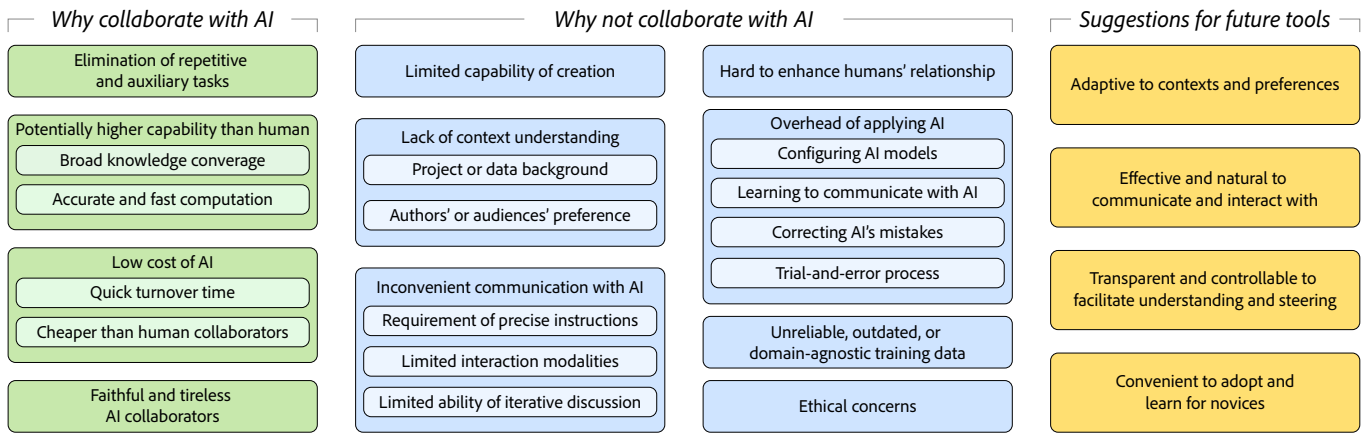 Why collaborate with AI
Elimination of repetitive
and auxiliary tasks
Potentially higher capability than human
Broad knowledge converage
Accurate and fast computation
Low cost of AI
Quick turnover time
Cheaper than human collaborators
Faithful and tireless
AI collaborators
Why not collaborate with AI
Limited capability of creation
Lack of context understanding
Project or data background
Authors' or audiences' preference
Inconvenient communication with AI
Requirement of precise instructions
Limited interaction modalities
Limited ability of iterative discussion
Hard to enhance humans' relationship
Overhead of applying AI
Configuring AI models
Learning to communicate with AI
Correcting AI's mistakes
Trial-and-error process
Unreliable, outdated, or
domain-agnostic training data
Ethical concerns
Suggestions for future tools
Adaptive to contexts and preferences
Effective and natural to
communicate and interact with
Transparent and controllable to
facilitate understanding and steering
Convenient to adopt and
learn for novices